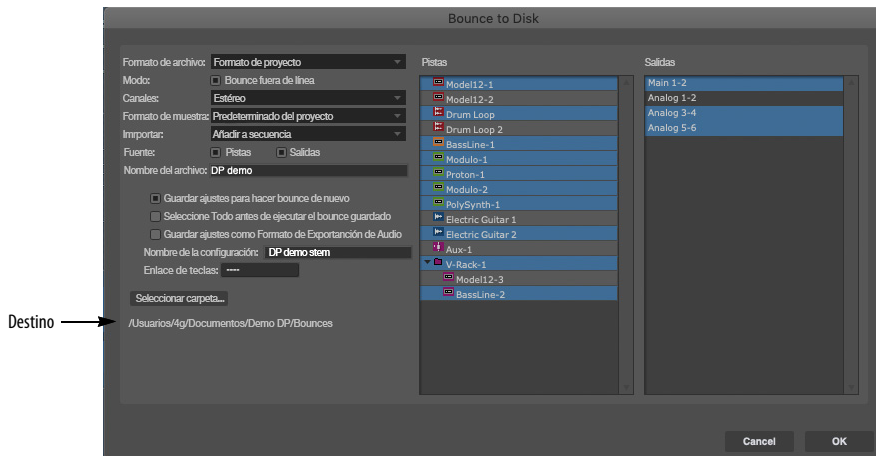 Bounce to Disk
Formato de archivo: Formato de proyecto
Modo: Bounce fuera de línea
Canales: Estéreo
Formato de muestra: Predeterminado del proyecto
Imrportar: Añadir a secuencia
Fuente: Pistas Salidas
Nombre del archivo: DP demo
Guardar ajustes para hacer bounce de nuevo
Seleccione Todo antes de ejecutar el bounce guardado
Guardar ajustes como Formato de Exportanción de Audio
Nombre de la configuración: DP demo stem
Enlace de teclas: ----
Seleccionar carpeta...
Destino
/Usuarios/4g/Documentos/Demo DP/Bounces
Pistas
Model12-1
Model12-2
Drum Loop
Drum Loop 2
BassLine-1
Modulo-1
Proton-1
Modulo-2
PolySynth-1
Electric Guitar 1
Electric Guitar 2
Aux-1
V-Rack-1
Model12-3
BassLine-2
Salidas
Main 1-2
Analog 1-2
Analog 3-4
Analog 5-6
Cancel
OK